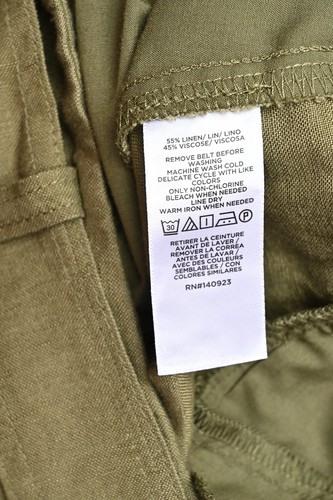 55% LINEN/ LIN/ LINO
45% VISCOSE/ VISCOSA
REMOVE BELT BEFORE
WASHING
MACHINE WASH COLD
DELICATE CYCLE WITH LIKE
COLORS
ONLY NON-CHLORINE
BLEACH WHEN NEEDED
LINE DRY
WARM IRON WHEN NEEDED
30 P
RETIRER LA CEINTURE
AVANT DE LAVER /
REMOVER LA CORREA
ANTES DE LAVAR /
AVEC DES COULEURS
SEMBLABLES / CON
COLORES SIMILARES
RN#140923